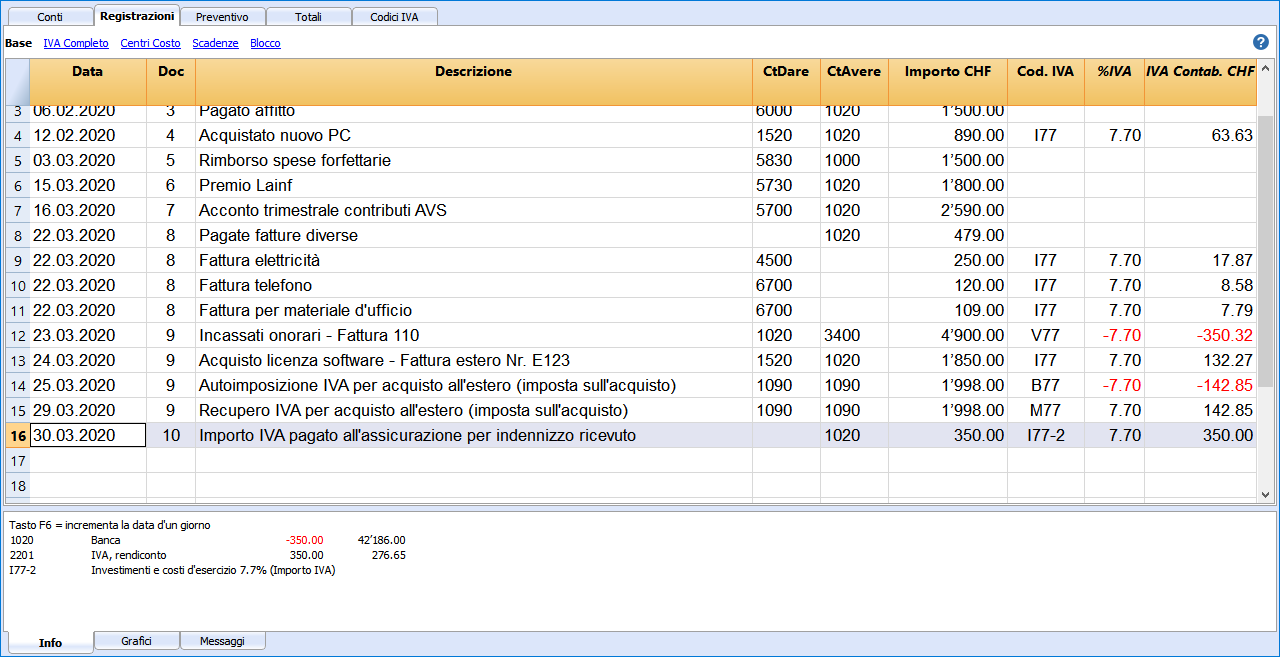 Conti Registrazioni Preventivo Totali Codici IVA
Base IVA Completo Centri Costo Scadenze Blocco ?
Data Doc Descrizione CtDare CtAvere Importo CHF Cod. IVA %IVA IVA Contab. CHF
3 06.02.2020 3 Pagato affitto 6000 1020 1'500.00
4 12.02.2020 4 Acquistato nuovo PC 1520 1020 890.00 I77 7.70 63.63
5 03.03.2020 5 Rimborso spese forfettarie 5830 1000 1'500.00
6 15.03.2020 6 Premio Lainf 5730 1020 1'800.00
7 16.03.2020 7 Acconto trimestrale contributi AVS 5700 1020 2'590.00
8 22.03.2020 8 Pagate fatture diverse 1020 479.00
9 22.03.2020 8 Fattura elettricità 4500 250.00 I77 7.70 17.87
10 22.03.2020 8 Fattura telefono 6700 120.00 I77 7.70 8.58
11 22.03.2020 8 Fattura per materiale d'ufficio 6700 109.00 I77 7.70 7.79
12 23.03.2020 9 Incassati onorari - Fattura 110 1020 3400 4'900.00 V77 -7.70 -350.32
13 24.03.2020 9 Acquisto licenza software - Fattura estero Nr. E123 1520 1020 1'850.00 I77 7.70 132.27
14 25.03.2020 9 Autoimposizione IVA per acquisto all'estero (imposta sull'acquisto) 1090 1090 1'998.00 B77 -7.70 -142.85
15 29.03.2020 9 Recupero IVA per acquisto all'estero (imposta sull'acquisto) 1090 1090 1'998.00 M77 7.70 142.85
16 30.03.2020 10 Importo IVA pagato all'assicurazione per indennizzo ricevuto 1020 350.00 I77-2 7.70 350.00
17
18
Tasto F6 = incrementa la data d'un giorno
1020 Banca -350.00 42'186.00
2201 IVA, rendiconto 350.00 276.65
I77-2 Investimenti e costi d'esercizio 7.7% (Importo IVA)
Info Grafici Messaggi